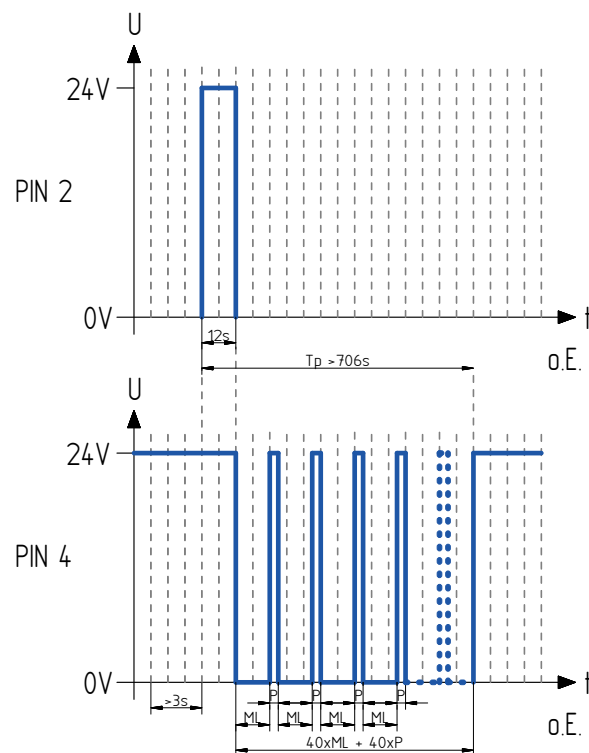 U
24V
PIN 2
0V
t
12s
o.E.
Tp >706s
U
24V
PIN 4
0V
t
>3s
P P P P
ML ML ML ML
o.E.
40xML + 40xP